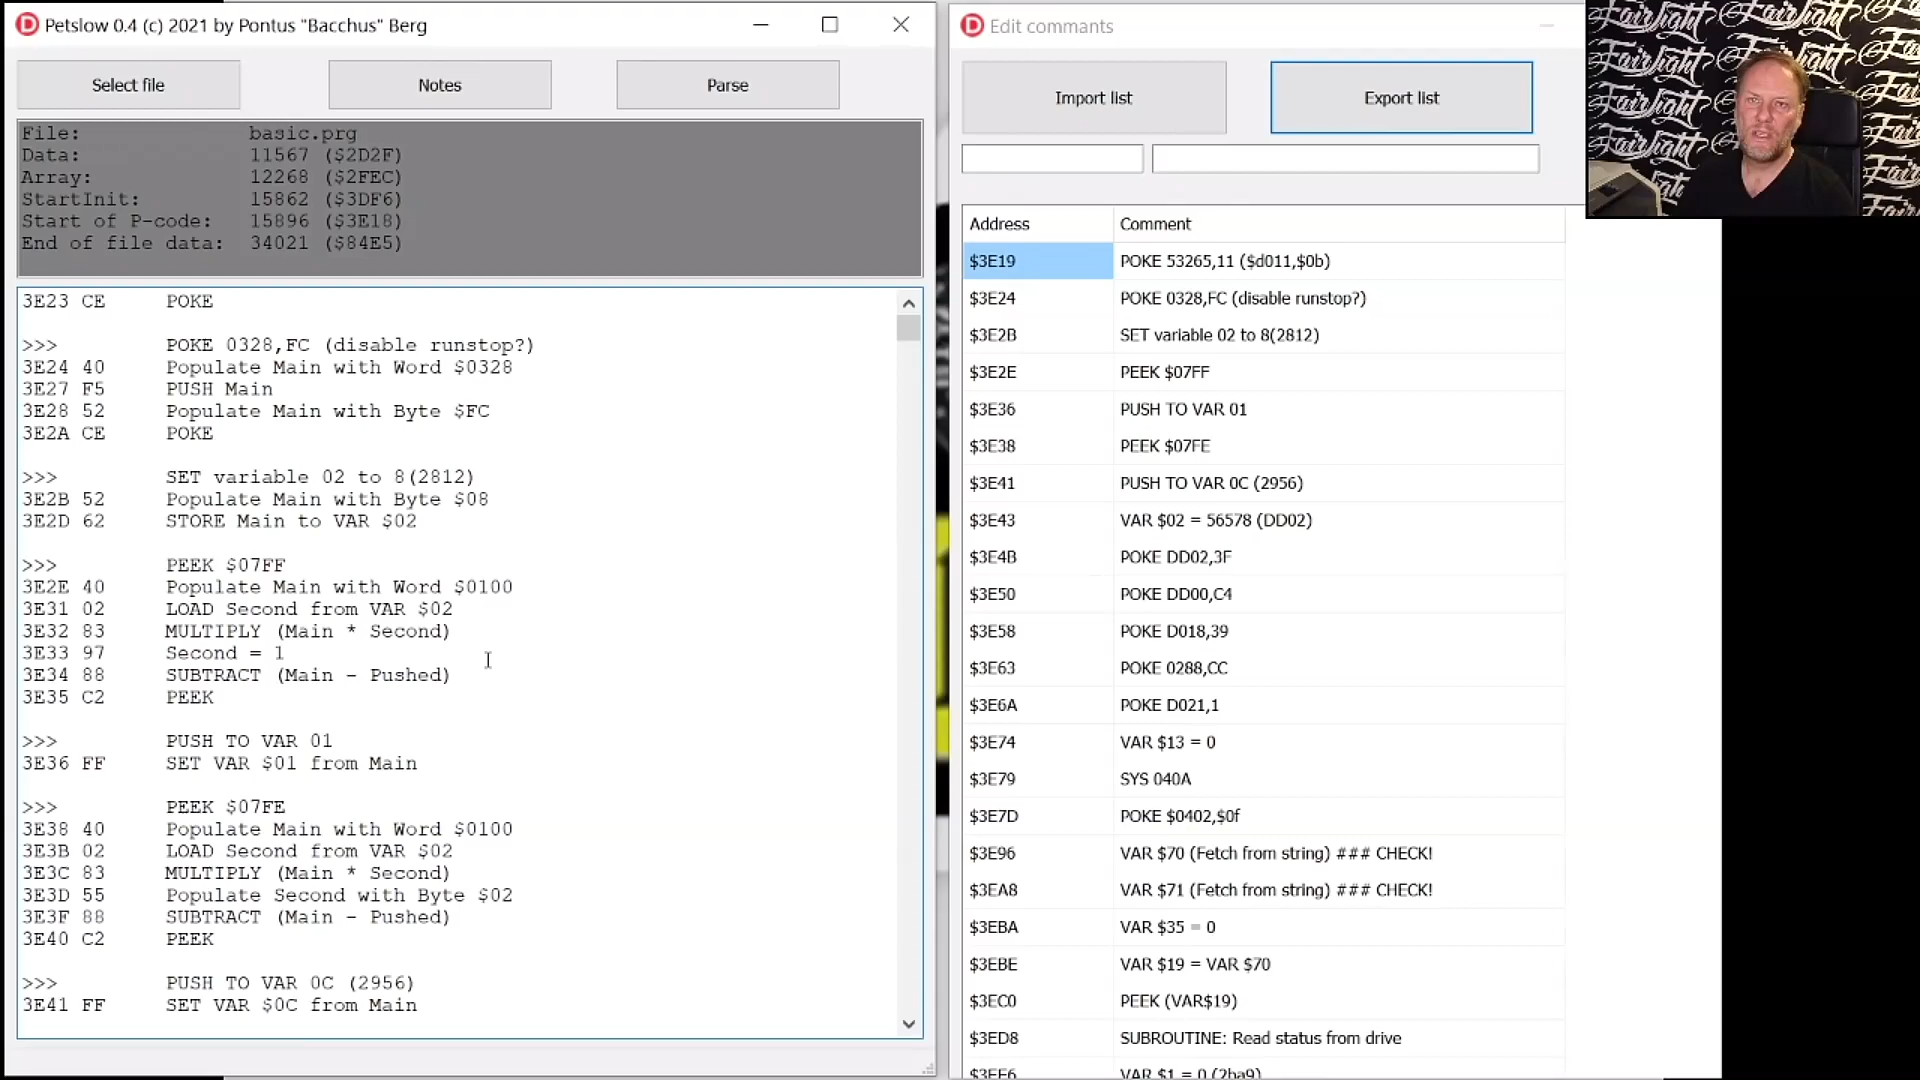 Petslow 0.4 (c) 2021 by Pontus "Bacchus" Berg
Select file
Notes
Parse
File: basic.prg
Data: 11567 ($2D2F)
Array: 12268 ($2FEC)
StartInit: 15862 ($3DF6)
Start of P-code: 15896 ($3E18)
End of file data: 34021 ($84E5)
3E23 CE POKE
>>> POKE 0328,FC (disable runstop?)
3E24 40 Populate Main with Word $0328
3E27 F5 PUSH Main
3E28 52 Populate Main with Byte $FC
3E2A CE POKE
>>> SET variable 02 to 8(2812)
3E2B 52 Populate Main with Byte $08
3E2D 62 STORE Main to VAR $02
>>> PEEK $07FF
3E2E 40 Populate Main with Word $0100
3E31 02 LOAD Second from VAR $02
3E32 83 MULTIPLY (Main * Second)
3E33 97 Second = 1
3E34 88 SUBTRACT (Main - Pushed)
3E35 C2 PEEK
>>> PUSH TO VAR 01
3E36 FF SET VAR $01 from Main
>>> PEEK $07FE
3E38 40 Populate Main with Word $0100
3E3B 02 LOAD Second from VAR $02
3E3C 83 MULTIPLY (Main * Second)
3E3D 55 Populate Second with Byte $02
3E3F 88 SUBTRACT (Main - Pushed)
3E40 C2 PEEK
>>> PUSH TO VAR 0C (2956)
3E41 FF SET VAR $0C from Main
Edit commants
Import list
Export list
Address Comment
$3E19 POKE 53265,11 ($d011,$0b)
$3E24 POKE 0328,FC (disable runstop?)
$3E2B SET variable 02 to 8(2812)
$3E2E PEEK $07FF
$3E36 PUSH TO VAR 01
$3E38 PEEK $07FE
$3E41 PUSH TO VAR 0C (2956)
$3E43 VAR $02 = 56578 (DD02)
$3E4B POKE DD02,3F
$3E50 POKE DD00,C4
$3E58 POKE D018,39
$3E63 POKE 0288,CC
$3E6A POKE D021,1
$3E74 VAR $13 = 0
$3E79 SYS 040A
$3E7D POKE $0402,$0f
$3E96 VAR $70 (Fetch from string) ### CHECK!
$3EA8 VAR $71 (Fetch from string) ### CHECK!
$3EBA VAR $35 = 0
$3EBE VAR $19 = VAR $70
$3EC0 PEEK (VAR$19)
$3ED8 SUBROUTINE: Read status from drive
$3EF6 VAR $1 = 0 (2ba9)
Fairlight
Fairlight
Fairlight
Fairlight